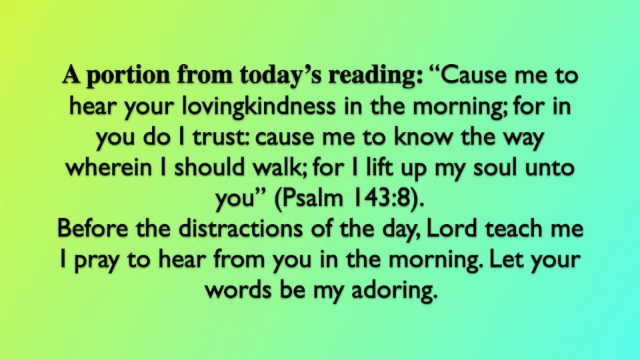 A portion from today’s reading: “Cause me to
hear your lovingkindness in the morning; for in
you do I trust: cause me to know the way
wherein I should walk; for I lift up my soul unto
you” (Psalm 143:8).
Before the distractions of the day, Lord teach me
I pray to hear from you in the morning. Let your
words be my adoring.